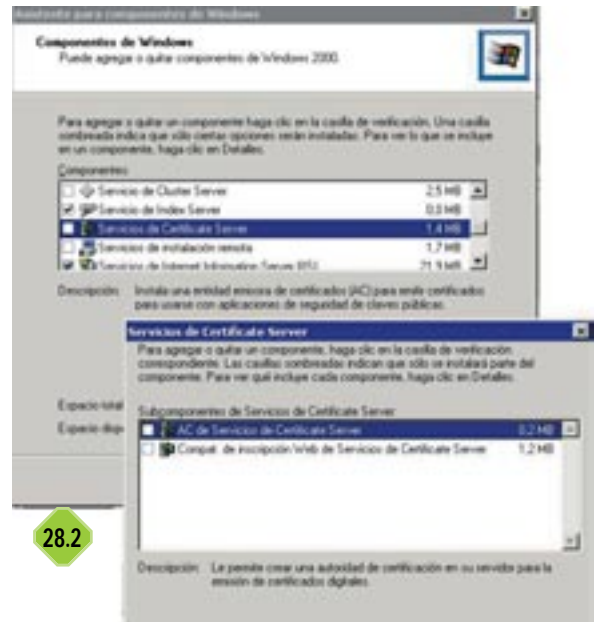 Asistente para componentes de Windows
Componentes de Windows
Puede agregar o quitar componentes de Windows 2000.
Para agregar o quitar un componente haga clic en la casilla de verificación. Una casilla
sombreada indica que sólo ciertas opciones serán instaladas. Para ver lo que se incluye
en un componente, haga clic en Detalles.
Componentes:
Servicio de Cluster Server 2,5 MB
Servicio de Index Server 0,0 MB
Servicios de Certificate Server 1,4 MB
Servicios de instalación remota 1,7 MB
Servicios de Internet Information Server (IIS) 21,9 MB
Descripción: Instala una entidad emisora de certificados (AC) para emitir certificados
para usarse con aplicaciones de seguridad de claves públicas.
Espacio total
Espacio disp
Servicios de Certificate Server
Para agregar o quitar un componente, haga clic en la casilla de verificación
correspondiente. Las casillas sombreadas indican que sólo se instalará parte del
componente. Para ver qué incluye cada componente, haga clic en Detalles.
Subcomponentes de Servicios de Certificate Server:
AC de Servicios de Certificate Server 0,2 MB
Compat. de inscripción Web de Servicios de Certificate Server 1,2 MB
Descripción: Le permite crear una autoridad de certificación en su servidor para la
emisión de certificados digitales.
28.2